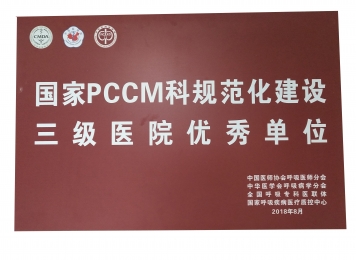 CMDA
国家PCCM科规范化建设
三级医院优秀单位
中国医师协会呼吸医师分会
中华医学会呼吸病学分会
全国呼吸专科医联体
国家呼吸疾病医疗质控中心
2018年8月